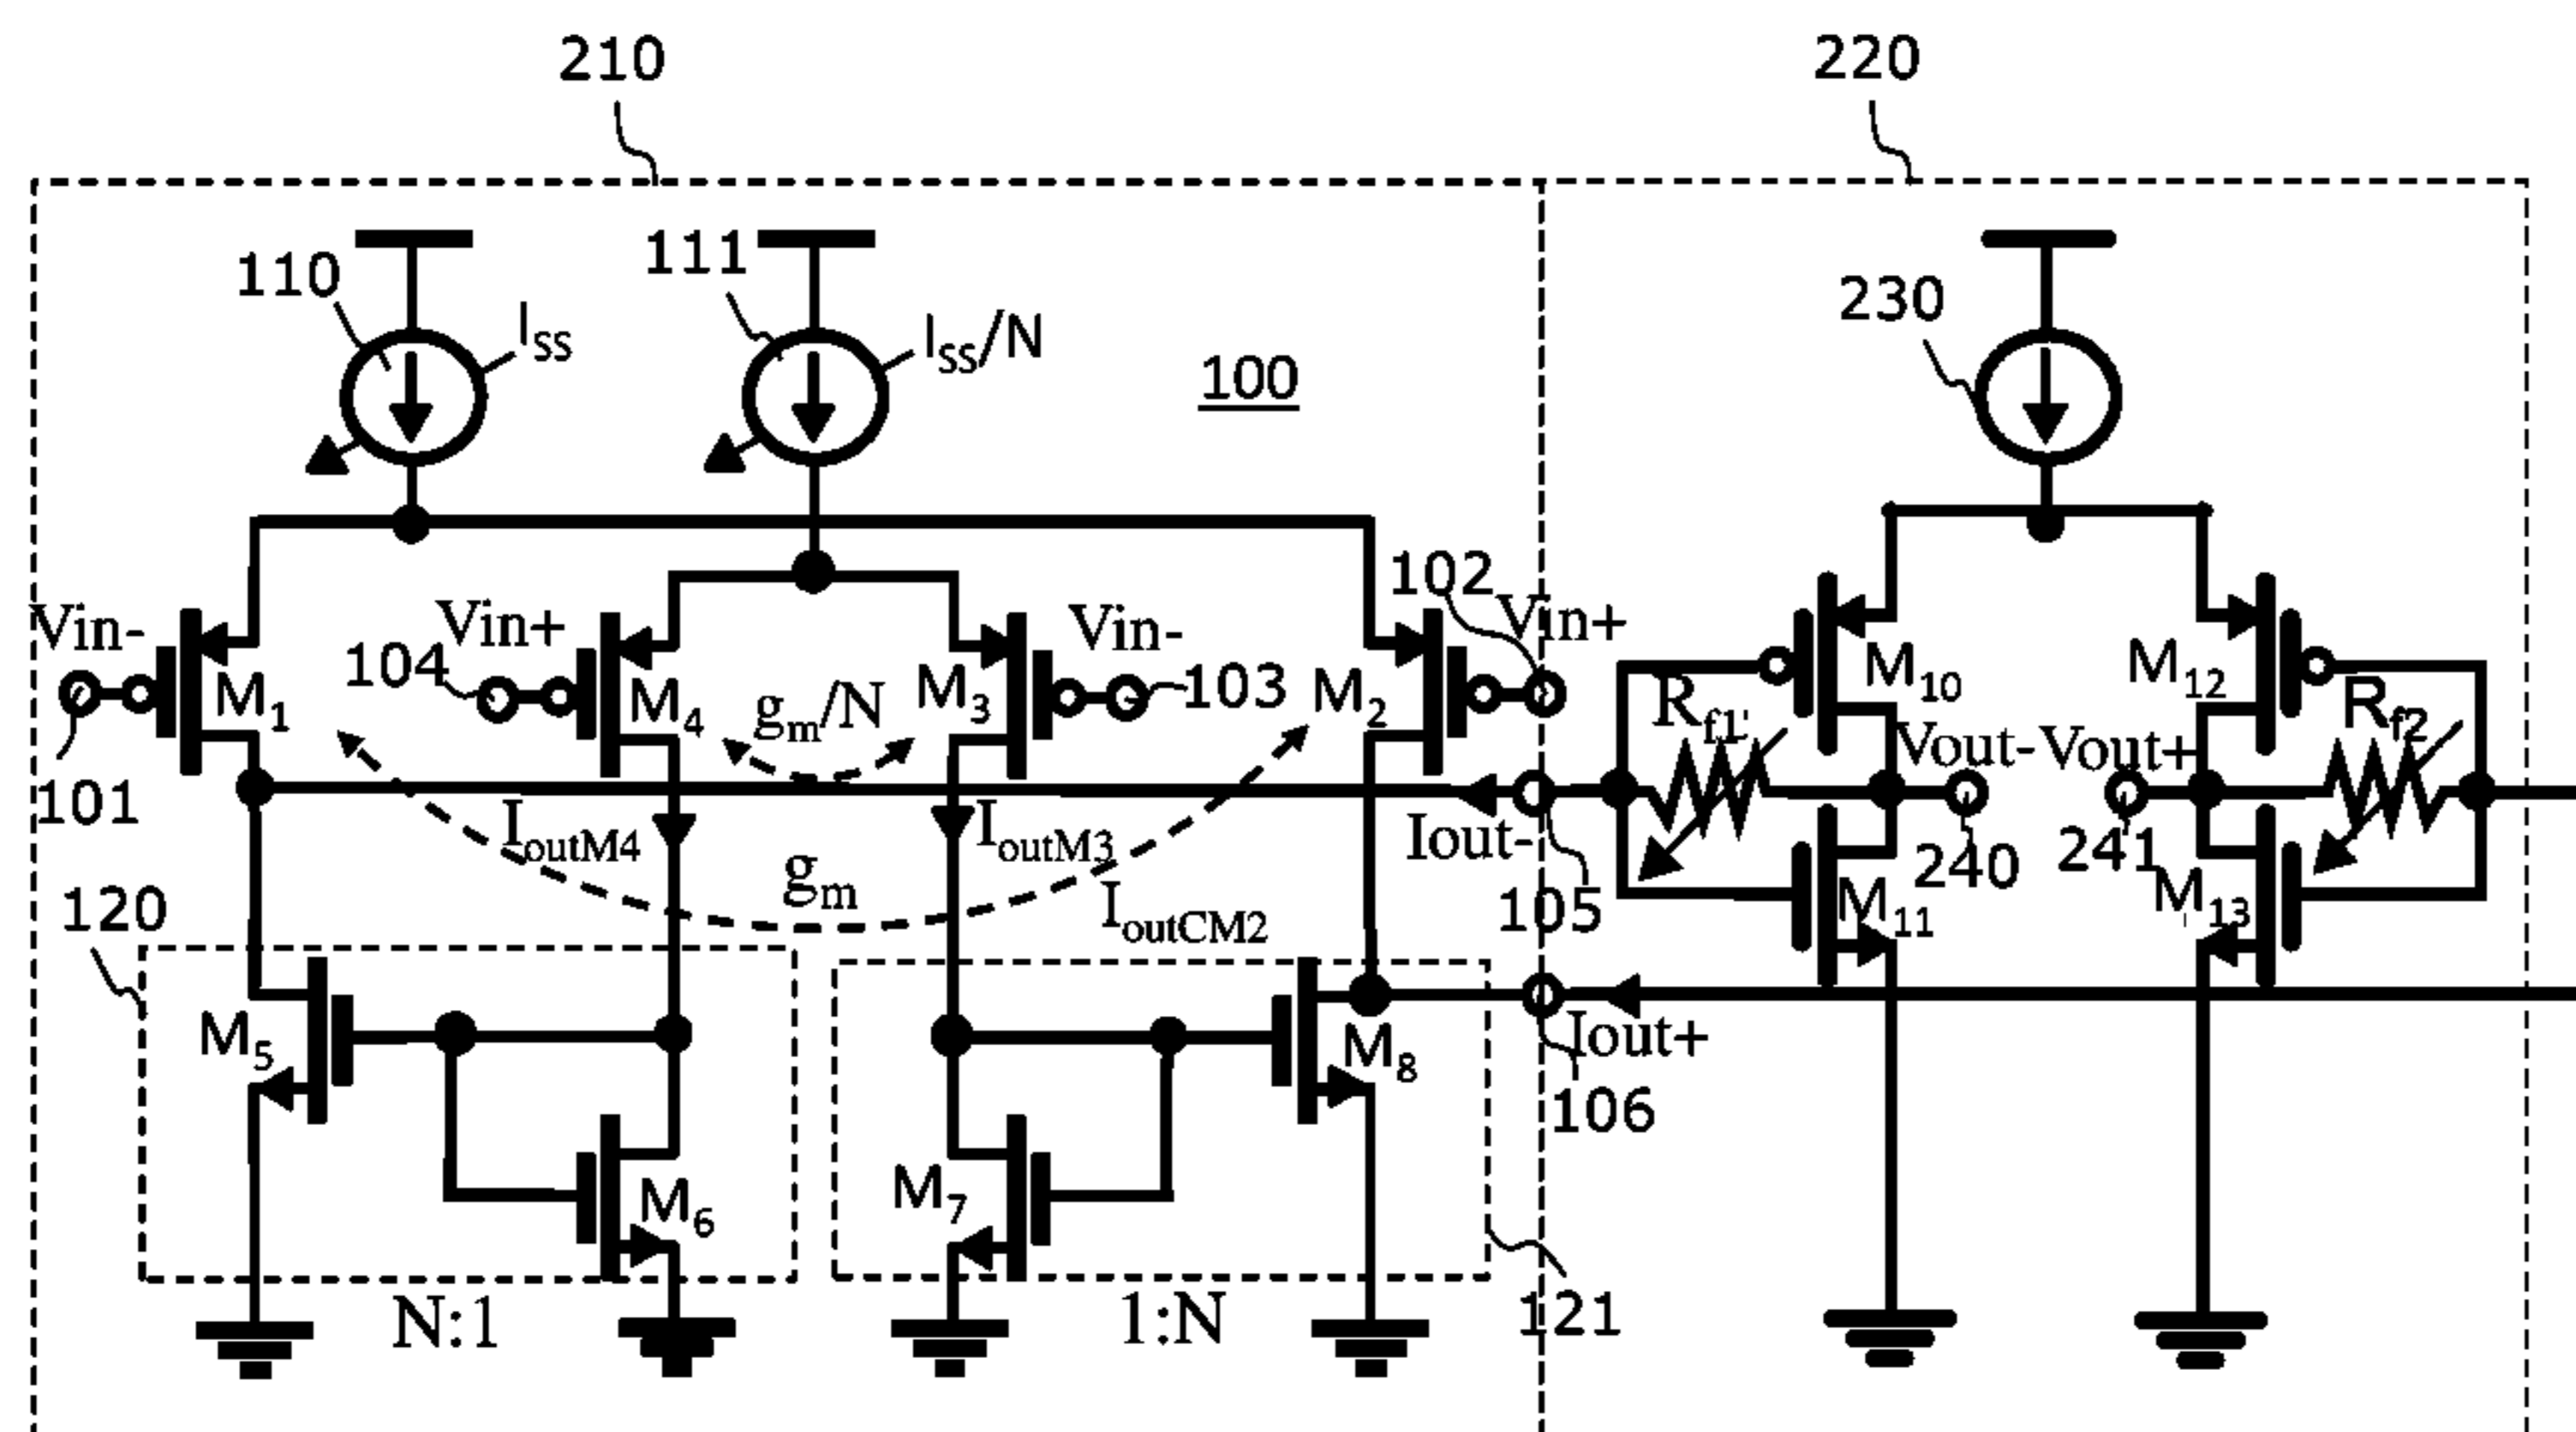 210
220
110
I_SS
111
I_SS/N
100
230
Vin-
101
M1
104
Vin+
M4
gm/N
M3
Vin-
103
M2
102
Vin+
Rf1'
M10
Vout-
Vout+
M12
Rf2
IoutM4
gm
IoutM3
IoutCM2
Iout-
105
M11
240
241
M13
120
M5
M6
N:1
M7
M8
1:N
Iout+
106
121